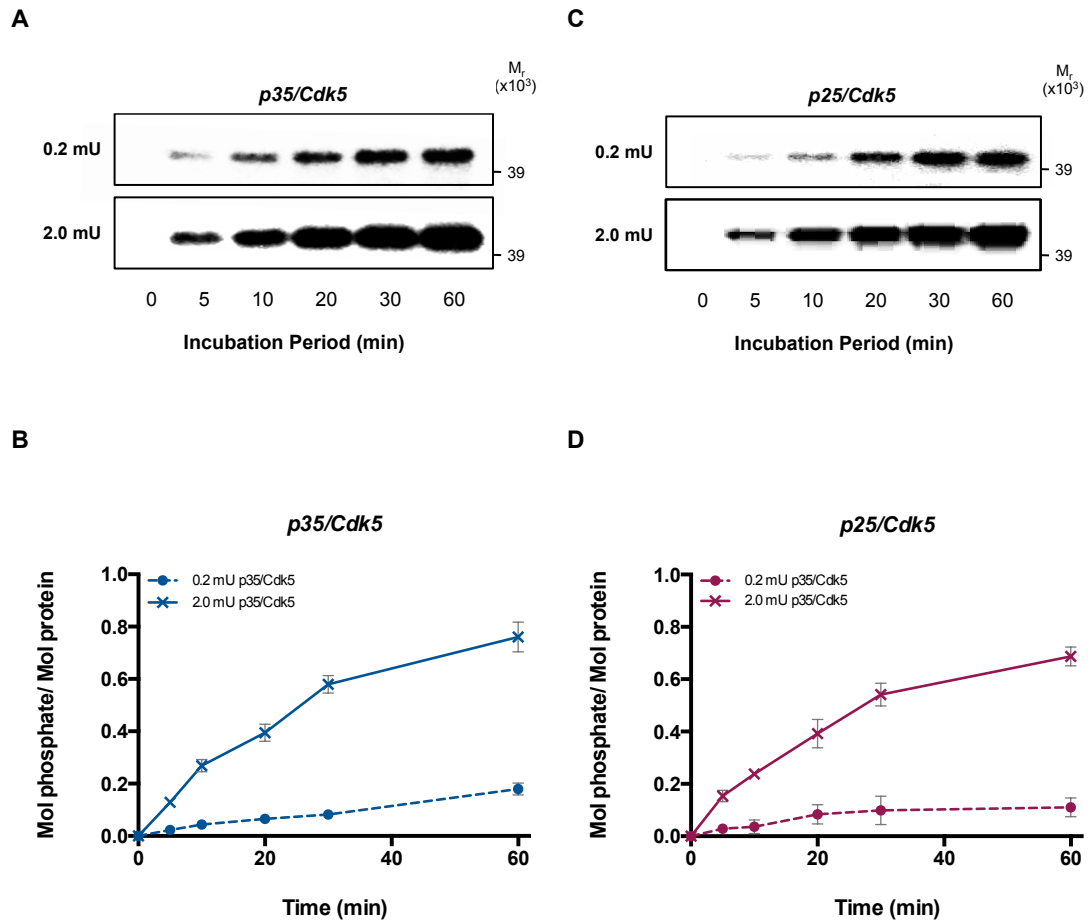 A
Mr
(x10³)
p35/Cdk5
0.2 mU
39
2.0 mU
39
0 5 10 20 30 60
Incubation Period (min)
C
Mr
(x10³)
p25/Cdk5
0.2 mU
39
2.0 mU
39
0 5 10 20 30 60
Incubation Period (min)
B
p35/Cdk5
0.2 mU p35/Cdk5
2.0 mU p35/Cdk5
Mol phosphate/ Mol protein
1.0
0.8
0.6
0.4
0.2
0.0
0 20 40 60
Time (min)
D
p25/Cdk5
0.2 mU p35/Cdk5
2.0 mU p35/Cdk5
Mol phosphate/ Mol protein
1.0
0.8
0.6
0.4
0.2
0.0
0 20 40 60
Time (min)